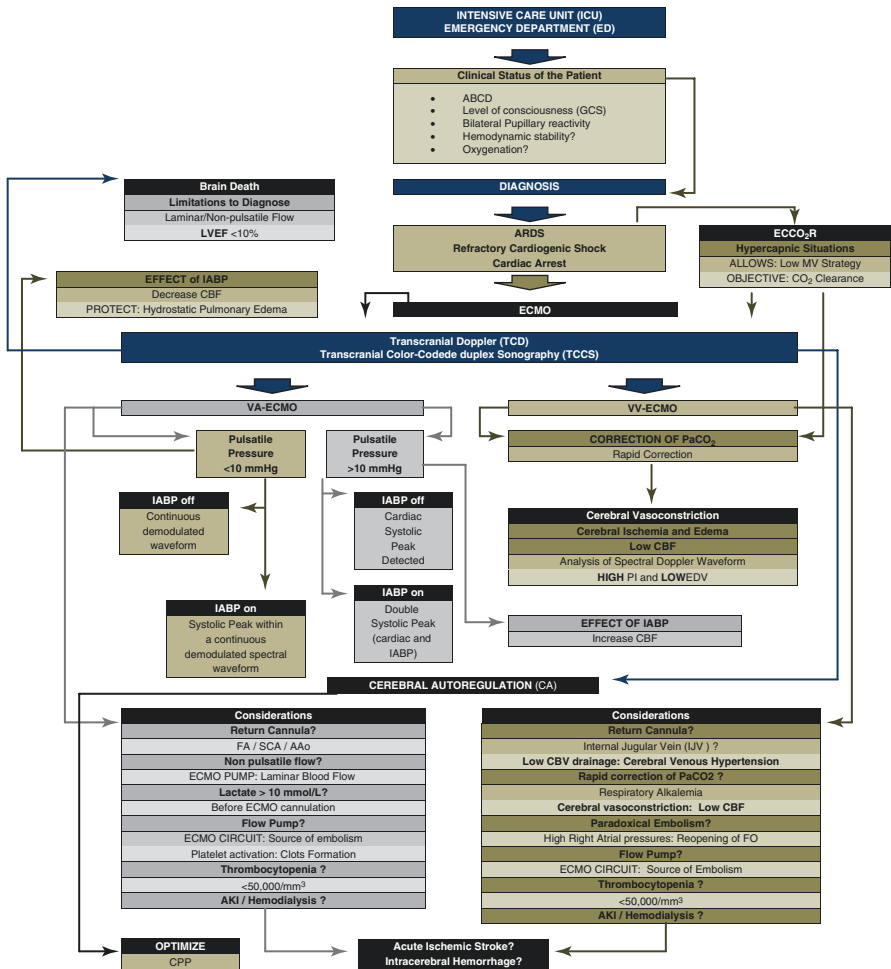 INTENSIVE CARE UNIT (ICU)
EMERGENCY DEPARTMENT (ED)
Clinical Status of the Patient
• ABCD
• Level of consciousness (GCS)
• Bilateral Pupillary reactivity
• Hemodynamic stability?
• Oxygenation?
DIAGNOSIS
Brain Death
Limitations to Diagnose
Laminar/Non-pulsatile Flow
LVEF <10%
ARDS
Refractory Cardiogenic Shock
Cardiac Arrest
ECCO₂R
Hypercapnic Situations
ALLOWS: Low MV Strategy
OBJECTIVE: CO₂ Clearance
EFFECT of IABP
Decrease CBF
PROTECT: Hydrostatic Pulmonary Edema
ECMO
Transcranial Doppler (TCD)
Transcranial Color-Codede duplex Sonography (TCCS)
VA-ECMO
VV-ECMO
Pulsatile
Pressure
<10 mmHg
Pulsatile
Pressure
>10 mmHg
CORRECTION OF PaCO₂
Rapid Correction
IABP off
Continuous
demodulated
waveform
IABP off
Cardiac
Systolic
Peak
Detected
Cerebral Vasoconstriction
Cerebral Ischemia and Edema
Low CBF
Analysis of Spectral Doppler Waveform
HIGH PI and LOWEDV
IABP on
Systolic Peak within
a continuous
demodulated spectral
waveform
IABP on
Double
Systolic Peak
(cardiac and
IABP)
EFFECT OF IABP
Increase CBF
CEREBRAL AUTOREGULATION (CA)
Considerations
Return Cannula?
FA / SCA / AAo
Non pulsatile flow?
ECMO PUMP: Laminar Blood Flow
Lactate > 10 mmol/L?
Before ECMO cannulation
Flow Pump?
ECMO CIRCUIT: Source of embolism
Platelet activation: Clots Formation
Thrombocytopenia ?
<50,000/mm³
AKI / Hemodialysis ?
Considerations
Return Cannula?
Internal Jugular Vein (IJV ) ?
Low CBV drainage: Cerebral Venous Hypertension
Rapid correction of PaCO2 ?
Respiratory Alkalemia
Cerebral vasoconstriction: Low CBF
Paradoxical Embolism?
High Right Atrial pressures: Reopening of FO
Flow Pump?
ECMO CIRCUIT: Source of Embolism
Thrombocytopenia ?
<50,000/mm³
AKI / Hemodialysis ?
OPTIMIZE
CPP
Acute Ischemic Stroke?
Intracerebral Hemorrhage?